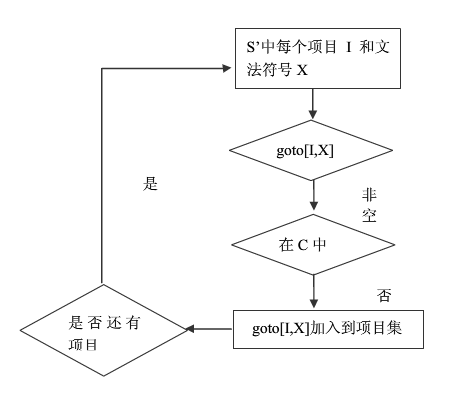 S’中每个项目 I 和文
法符号 X
goto[I,X]
是
非
空
在 C 中
否
是 否 还 有
项目
goto[I,X]加入到项目集